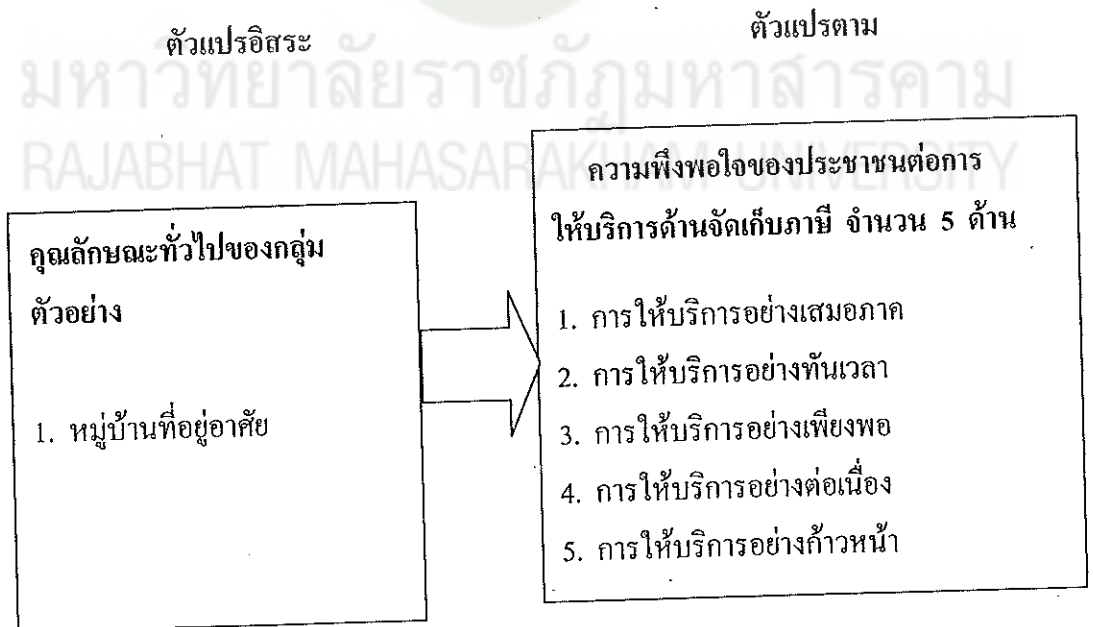 ตัวแปรอิสระ
ตัวแปรตาม
มหาวิทยาลัยราชภัฏมหาสารคาม
RAJABHAT MAHASARAKHAM UNIVERSITY
คุณลักษณะทั่วไปของกลุ่ม
ตัวอย่าง
1. หมู่บ้านที่อยู่อาศัย
ความพึงพอใจของประชาชนต่อการ
ให้บริการด้านจัดเก็บภาษี จำนวน 5 ด้าน
1. การให้บริการอย่างเสมอภาค
2. การให้บริการอย่างทันเวลา
3. การให้บริการอย่างเพียงพอ
4. การให้บริการอย่างต่อเนื่อง
5. การให้บริการอย่างก้าวหน้า